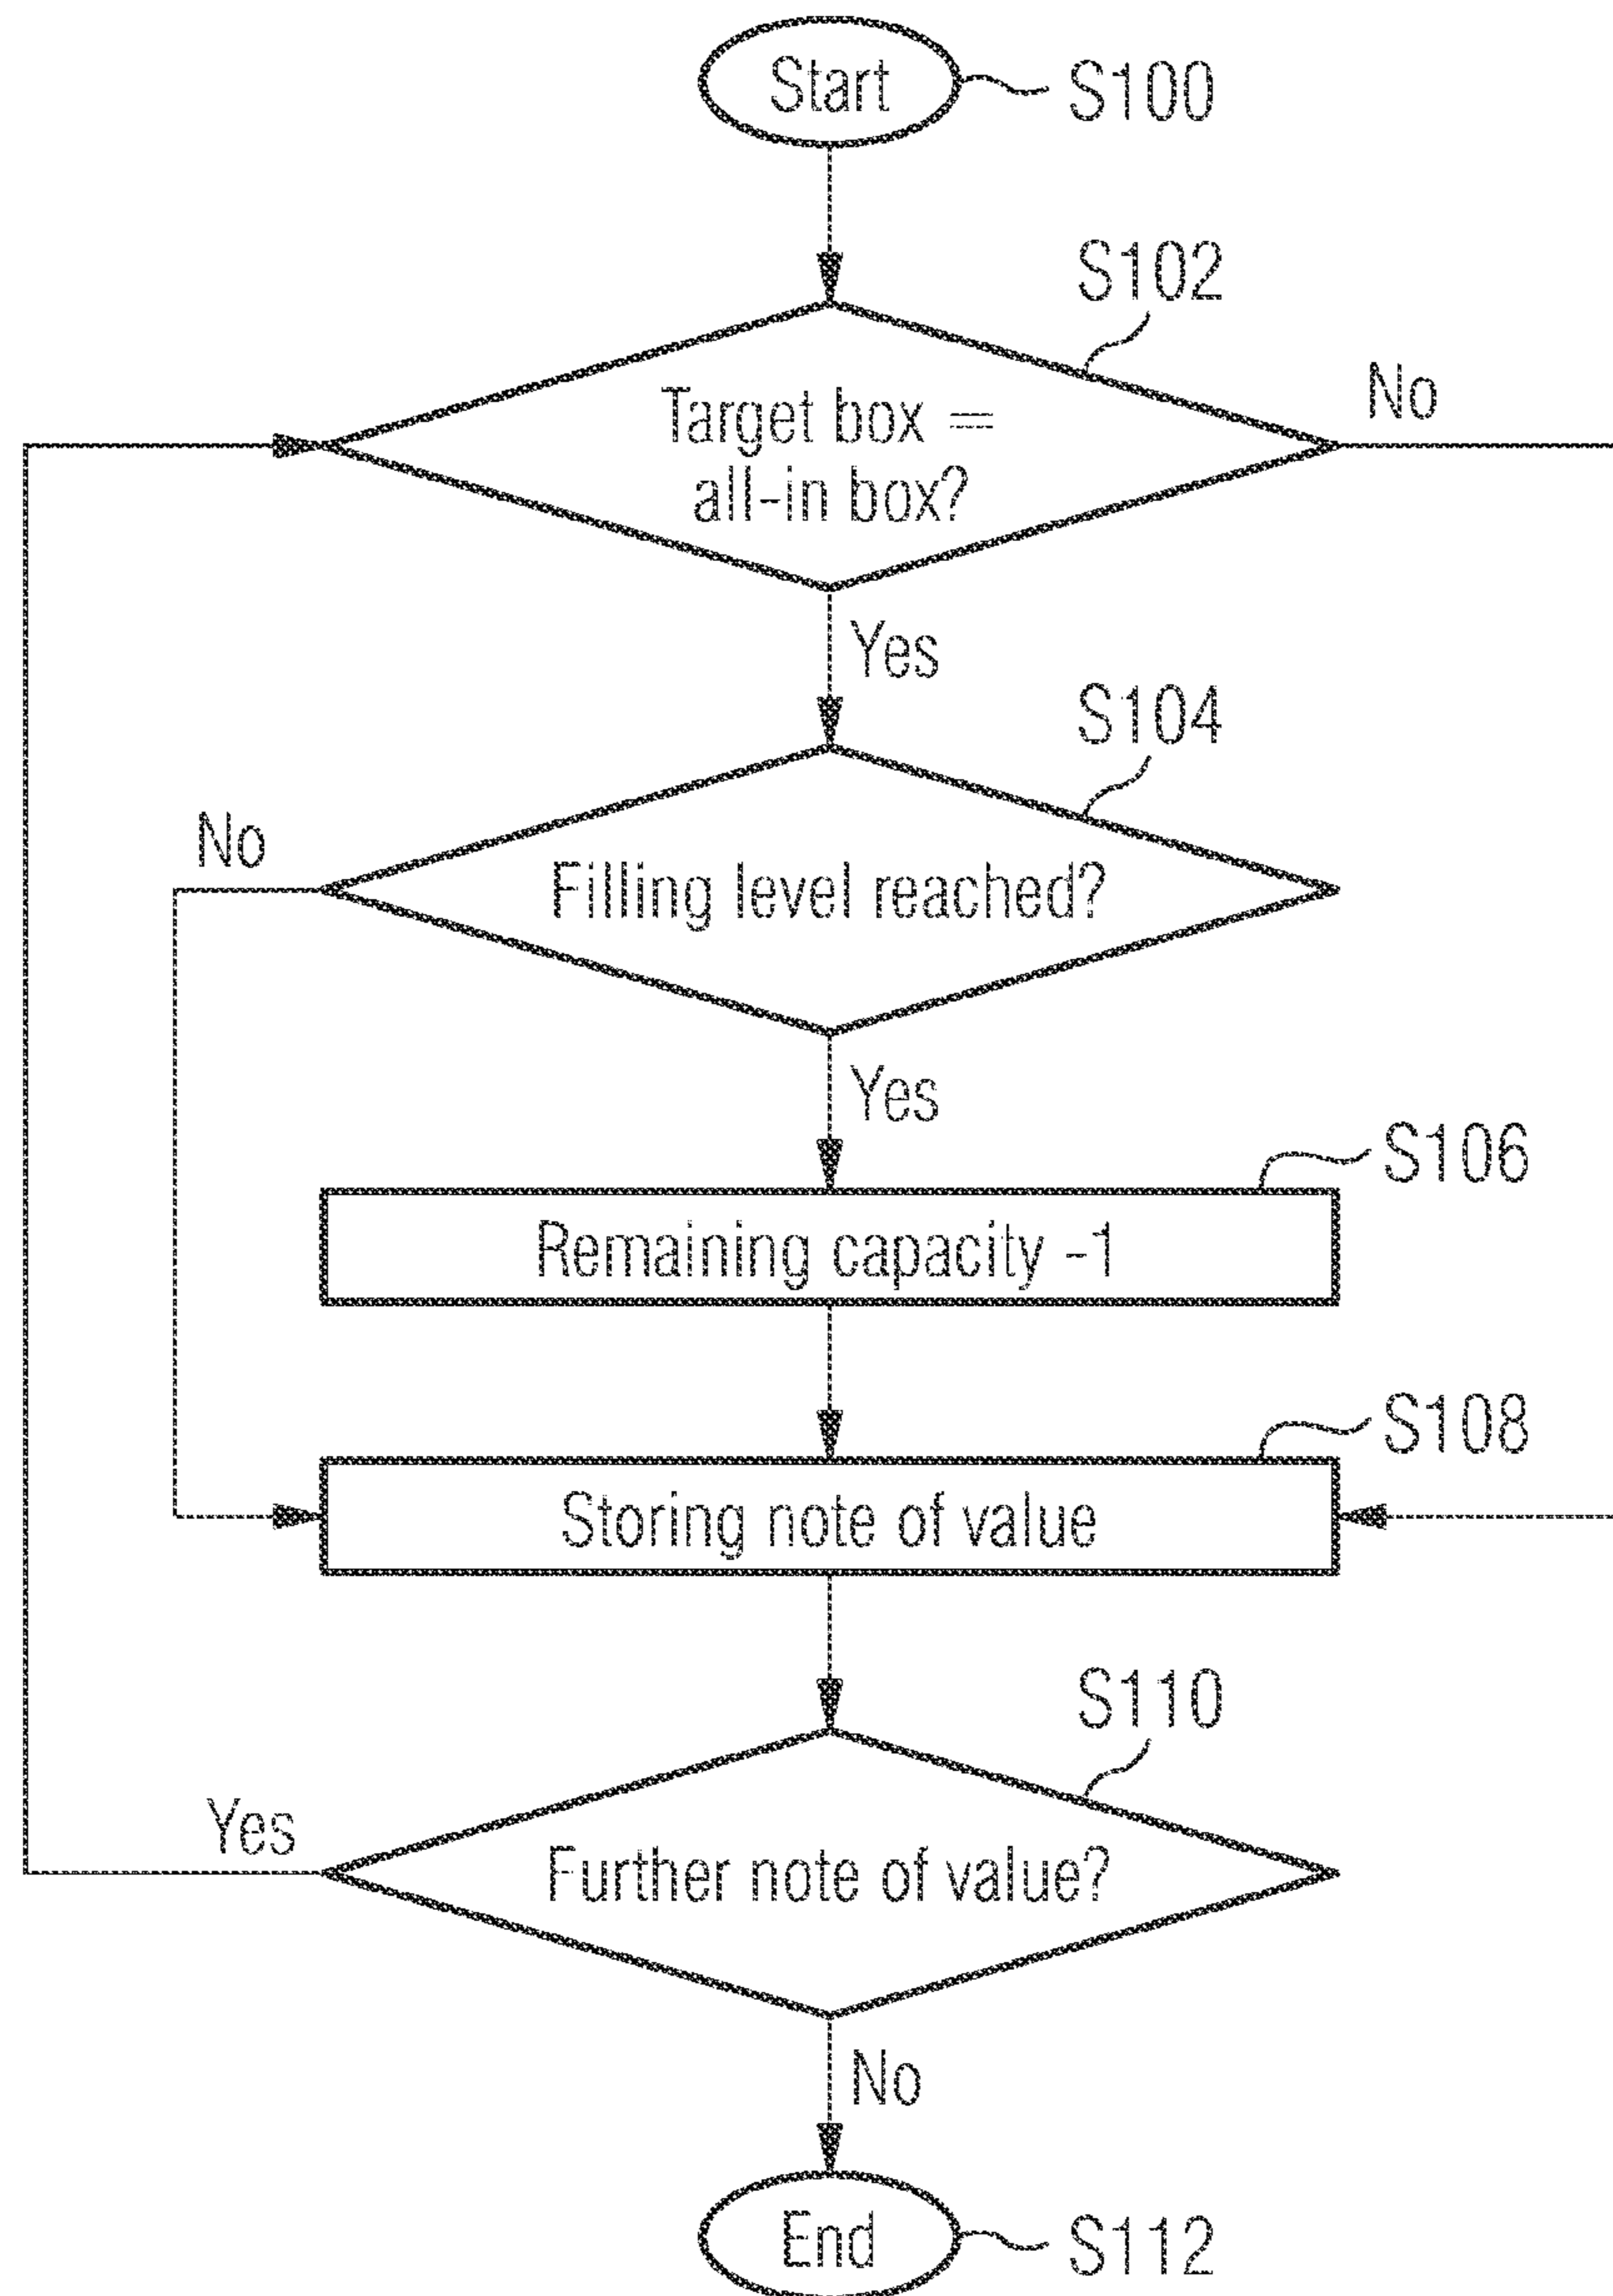 Start
S100
S102
Target box =
all-in box?
No
Yes
S104
No
Filling level reached?
Yes
S106
Remaining capacity -1
S108
Storing note of value
S110
Yes
Further note of value?
No
End
S112